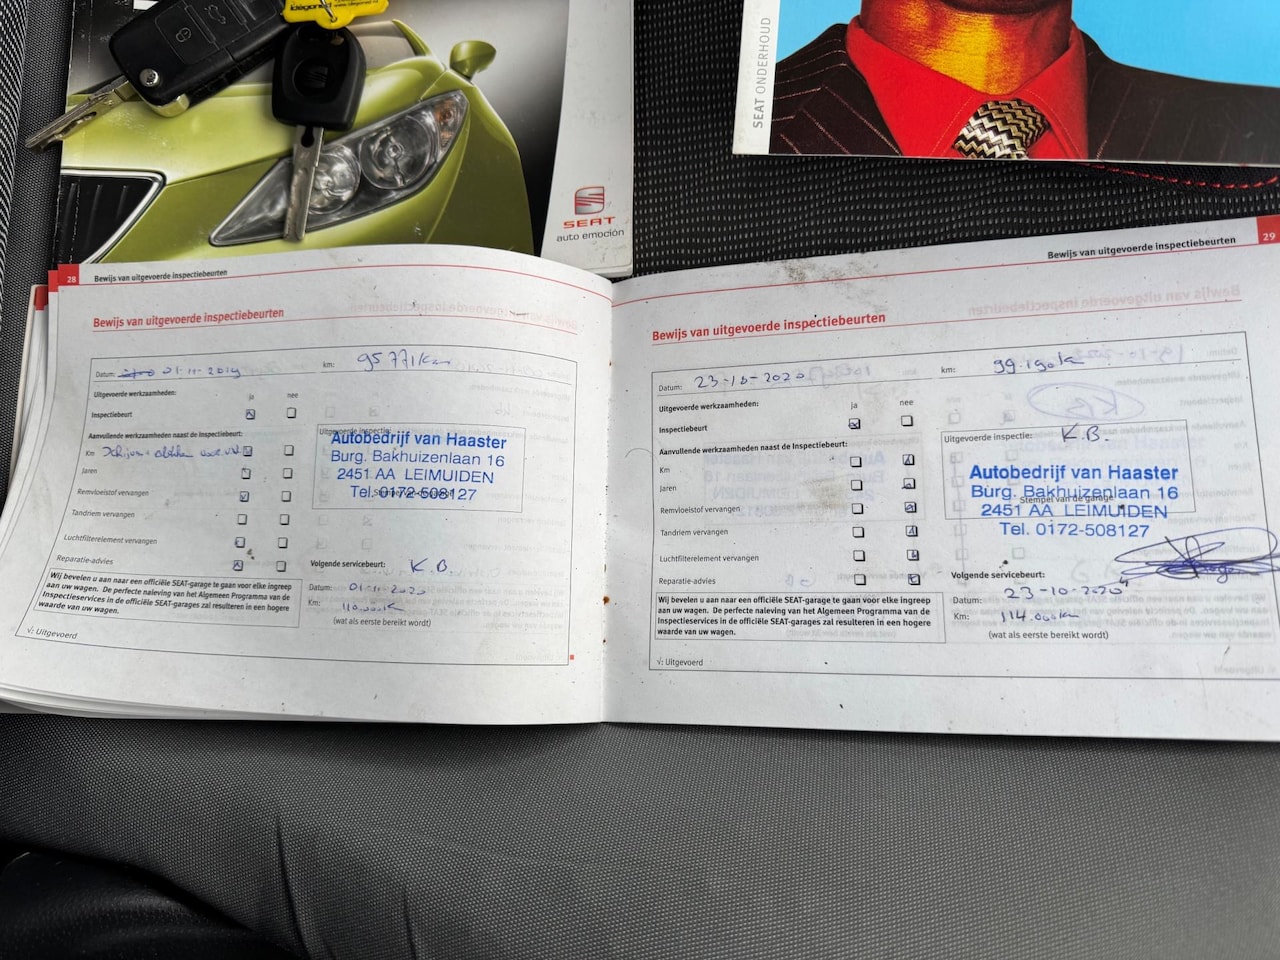 SEAT
auto emoción
SEAT ONDERHOUD
28
Bewijs van uitgevoerde inspectiebeurten
Bewijs van uitgevoerde inspectiebeurten
Datum: 01-11-2019
km: 95771km
Uitgevoerde werkzaamheden:
ja
nee
Inspectiebeurt
Aanvullende werkzaamheden naast de Inspectiebeurt:
Km
Jaren
Remvloeistof vervangen
Tandriem vervangen
Luchtfilterelement vervangen
Reparatie-advies
Uitgevoerde inspectie:
Autobedrijf van Haaster
Burg. Bakhuizenlaan 16
2451 AA LEIMUIDEN
Tel. 0172-508127
Wij bevelen u aan naar een officiële SEAT-garage te gaan voor elke ingreep
aan uw wagen. De perfecte naleving van het Algemeen Programma van de
Inspectieservices in de officiële SEAT-garages zal resulteren in een hogere
waarde van uw wagen.
Volgende servicebeurt: K.B.
Datum: 01-11-2020
Km: 110.000k
(wat als eerste bereikt wordt)
√: Uitgevoerd
29
Bewijs van uitgevoerde inspectiebeurten
Bewijs van uitgevoerde inspectiebeurten
Datum: 23-10-2020
km: 99.190k
Uitgevoerde werkzaamheden:
ja
nee
Inspectiebeurt
Aanvullende werkzaamheden naast de Inspectiebeurt:
Km
Jaren
Remvloeistof vervangen
Tandriem vervangen
Luchtfilterelement vervangen
Reparatie-advies
Uitgevoerde inspectie: K.B.
Autobedrijf van Haaster
Burg. Bakhuizenlaan 16
Stempel van de garage
2451 AA LEIMUIDEN
Tel. 0172-508127
Wij bevelen u aan naar een officiële SEAT-garage te gaan voor elke ingreep
aan uw wagen. De perfecte naleving van het Algemeen Programma van de
Inspectieservices in de officiële SEAT-garages zal resulteren in een hogere
waarde van uw wagen.
Volgende servicebeurt:
Datum: 23-10-2020
Km: 114.000k
(wat als eerste bereikt wordt)
√: Uitgevoerd